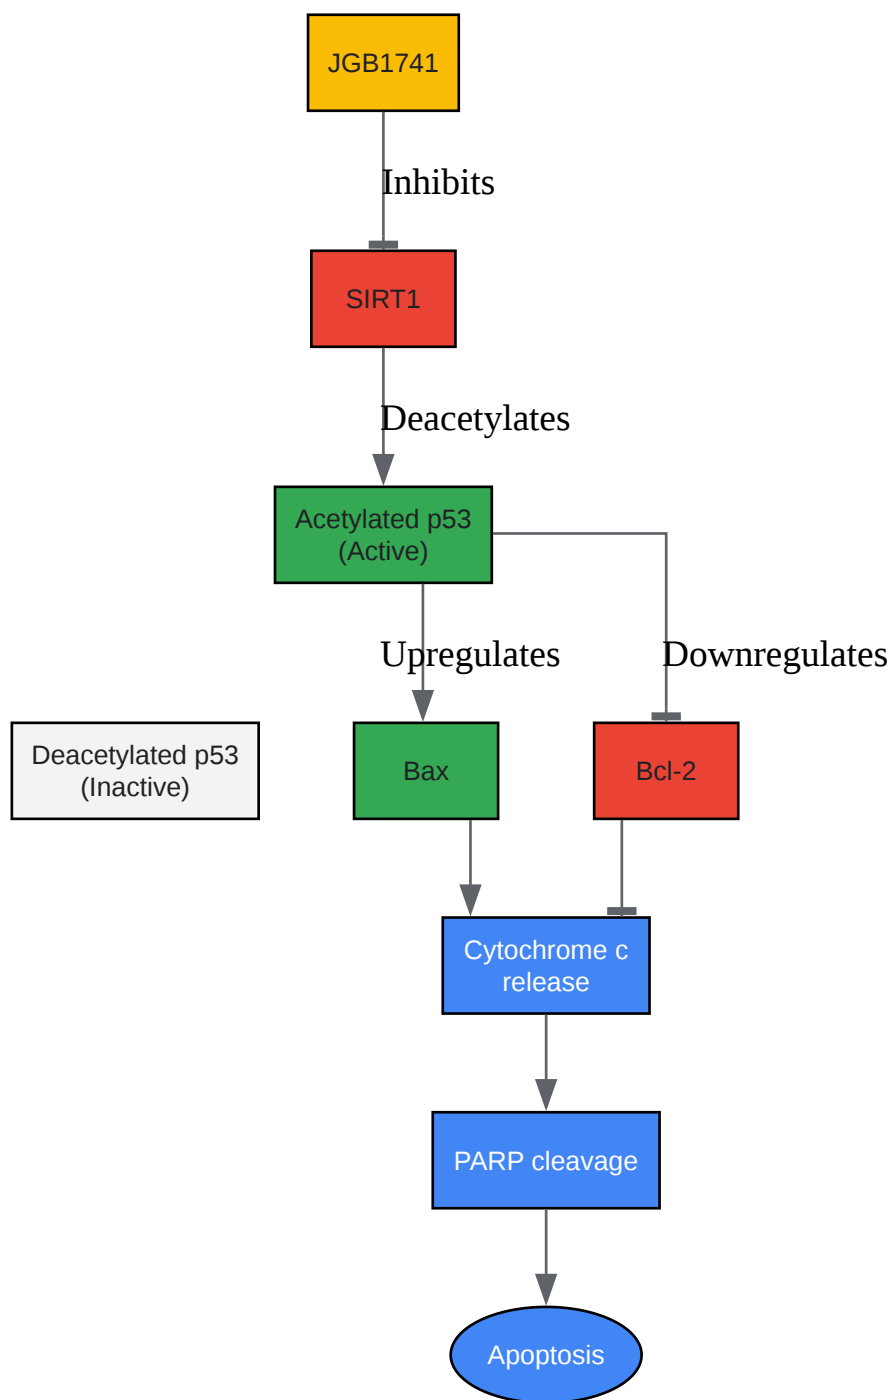 JGB1741
Inhibits
SIRT1
Deacetylates
Acetylated p53
(Active)
Upregulates
Downregulates
Deacetylated p53
(Inactive)
Bax
Bcl-2
Cytochrome c
release
PARP cleavage
Apoptosis